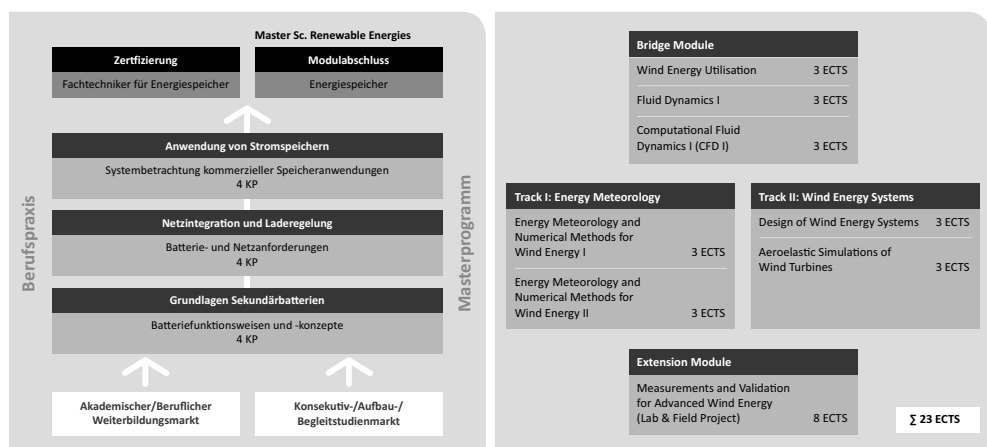 Berufspraxis
Master Sc. Renewable Energies
Zertfizierung
Fachtechniker für Energiespeicher
Modulabschluss
Energiespeicher
Anwendung von Stromspeichern
Systembetrachtung kommerzieller Speicheranwendungen
4 KP
Netzintegration und Laderegelung
Batterie- und Netzanforderungen
4 KP
Grundlagen Sekundärbatterien
Batteriefunktionsweisen und -konzepte
4 KP
Akademischer/Beruflicher
Weiterbildungsmarkt
Konsekutiv-/Aufbau-/
Begleitstudienmarkt
Masterprogramm
Bridge Module
Wind Energy Utilisation 3 ECTS
Fluid Dynamics I 3 ECTS
Computational Fluid
Dynamics I (CFD I) 3 ECTS
Track I: Energy Meteorology
Energy Meteorology and
Numerical Methods for
Wind Energy I 3 ECTS
Energy Meteorology and
Numerical Methods for
Wind Energy II 3 ECTS
Track II: Wind Energy Systems
Design of Wind Energy Systems 3 ECTS
Aeroelastic Simulations of
Wind Turbines 3 ECTS
Extension Module
Measurements and Validation
for Advanced Wind Energy
(Lab & Field Project) 8 ECTS
∑ 23 ECTS